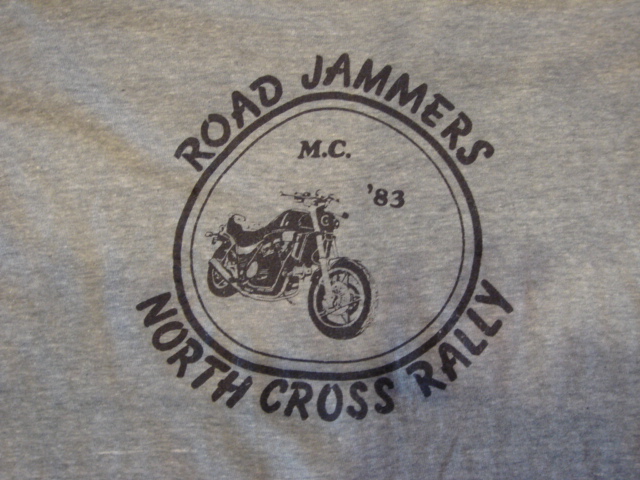 ROAD JAMMERS
M.C.
'83
NORTH CROSS RALLY